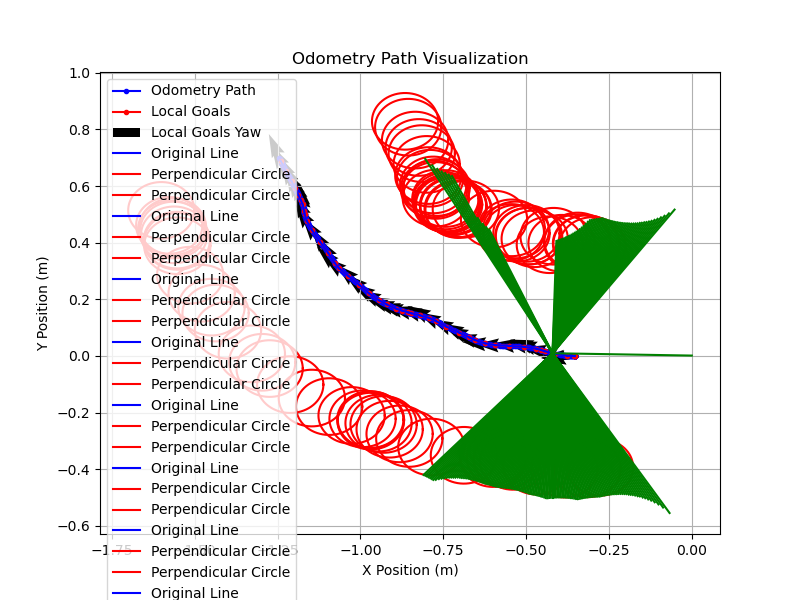 Odometry Path Visualization
1.0
0.8
0.6
0.4
0.2
0.0
−0.2
−0.4
−0.6
Y Position (m)
Odometry Path
Local Goals
Local Goals Yaw
Original Line
Perpendicular Circle
Perpendicular Circle
Original Line
Perpendicular Circle
Perpendicular Circle
Original Line
Perpendicular Circle
Perpendicular Circle
Original Line
Perpendicular Circle
Perpendicular Circle
Original Line
Perpendicular Circle
Perpendicular Circle
Original Line
Perpendicular Circle
Perpendicular Circle
Original Line
Perpendicular Circle
Perpendicular Circle
Original Line
−1.75 −1.00 −0.75 −0.50 −0.25 0.00
X Position (m)